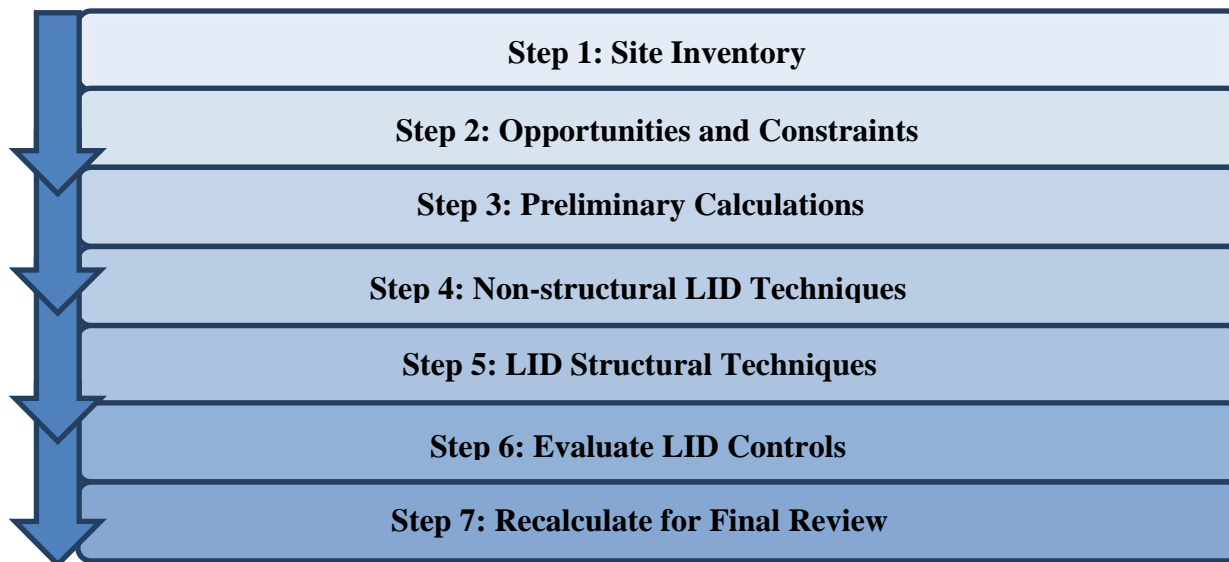 Step 1: Site Inventory
Step 2: Opportunities and Constraints
Step 3: Preliminary Calculations
Step 4: Non-structural LID Techniques
Step 5: LID Structural Techniques
Step 6: Evaluate LID Controls
Step 7: Recalculate for Final Review